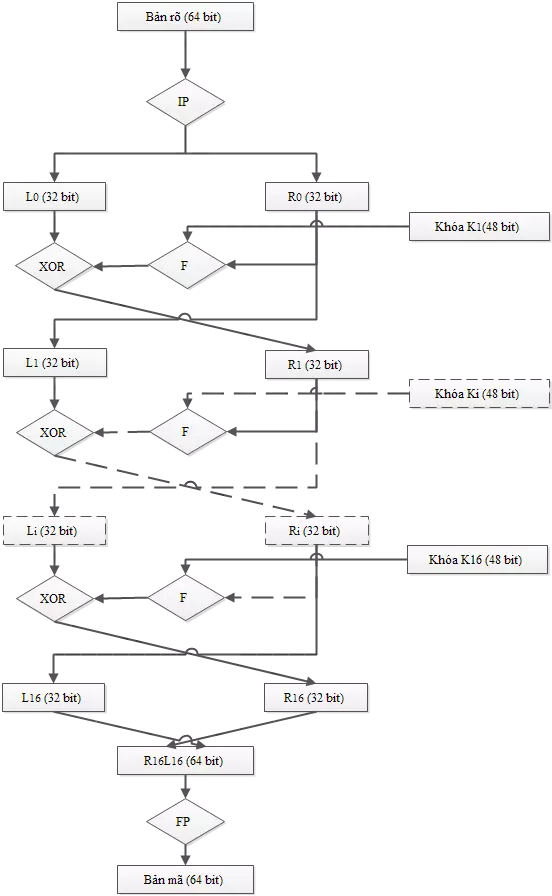 Bản rõ (64 bit)
IP
L0 (32 bit)
R0 (32 bit)
Khóa K1(48 bit)
XOR
F
L1 (32 bit)
R1 (32 bit)
Khóa Ki (48 bit)
XOR
F
Li (32 bit)
Ri (32 bit)
Khóa K16 (48 bit)
XOR
F
L16 (32 bit)
R16 (32 bit)
R16L16 (64 bit)
FP
Bản mã (64 bit)